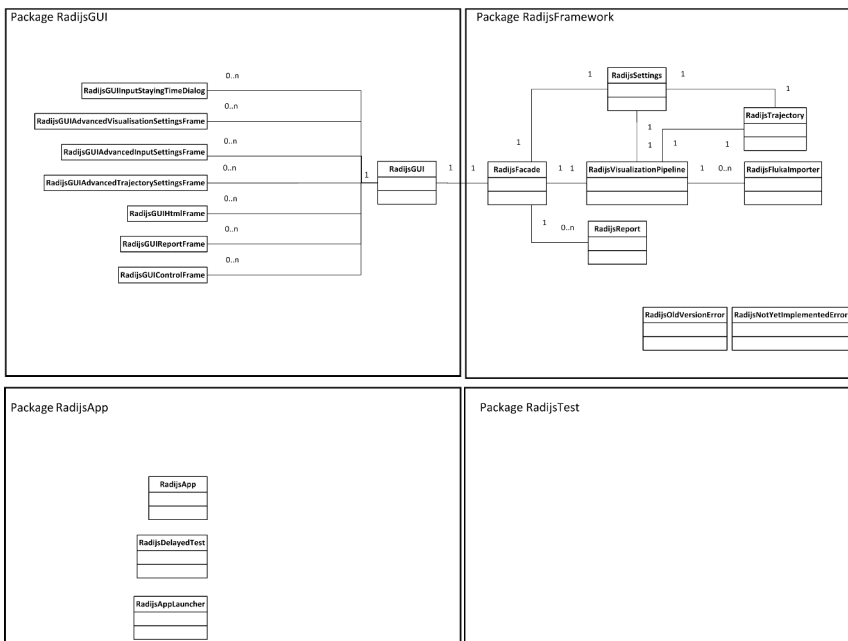 Package RadijsGUI
0..n
RadijsGUIInputStayingTimeDialog
0..n
RadijsGUIAdvancedVisualisationSettingsFrame
0..n
RadijsGUIAdvancedInputSettingsFrame
0..n
RadijsGUIAdvancedTrajectorySettingsFrame
0..n
RadijsGUIHtmlFrame
0..n
RadijsGUIReportFrame
0..n
RadijsGUIControlFrame
1
RadijsGUI
1
Package RadijsFramework
1
RadijsSettings
1
1
RadijsTrajectory
1
1
1
1
1
1
RadijsFacade
1 1
RadijsVisualizationPipeline
1 0..n
RadijsFlukaImporter
1
0..n
RadijsReport
RadijsOldVersionError
RadijsNotYetImplementedError
Package RadijsApp
RadijsApp
RadijsDelayedTest
RadijsAppLauncher
Package RadijsTest